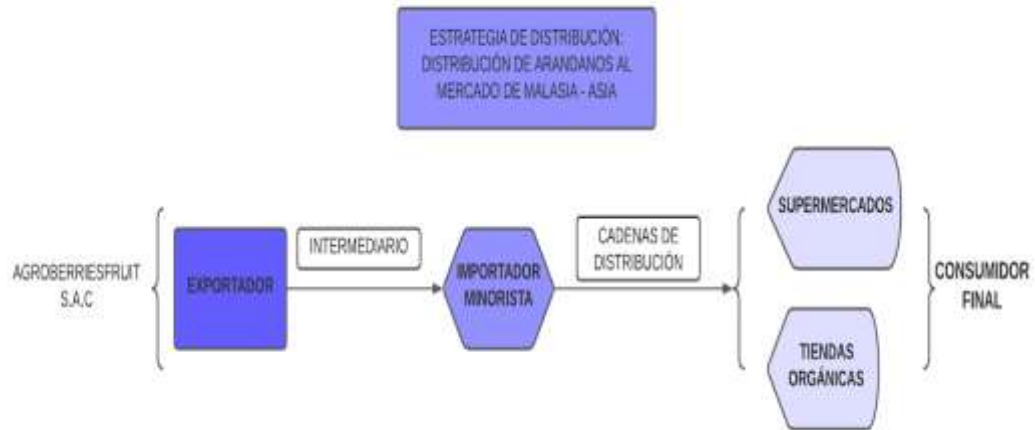 ESTRATEGIA DE DISTRIBUCIÓN:
DISTRIBUCIÓN DE ARANDANOS AL
MERCADO DE MALASIA - ASIA
AGROBERRIESFRUIT
S.A.C
EXPORTADOR
INTERMEDIARIO
IMPORTADOR
MINORISTA
CADENAS DE
DISTRIBUCIÓN
SUPERMERCADOS
TIENDAS
ORGÁNICAS
CONSUMIDOR
FINAL